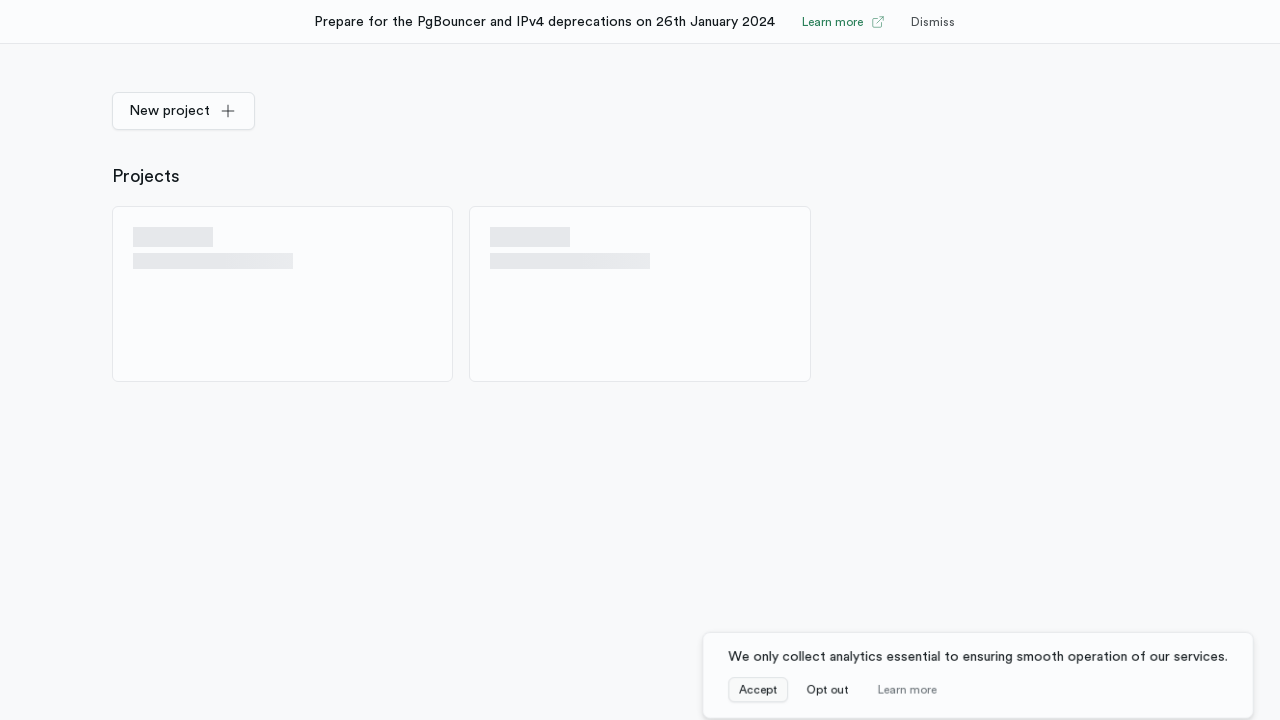 Prepare for the PgBouncer and IPv4 deprecations on 26th January 2024 Learn more Dismiss
New project
Projects
We only collect analytics essential to ensuring smooth operation of our services.
Accept Opt out Learn more